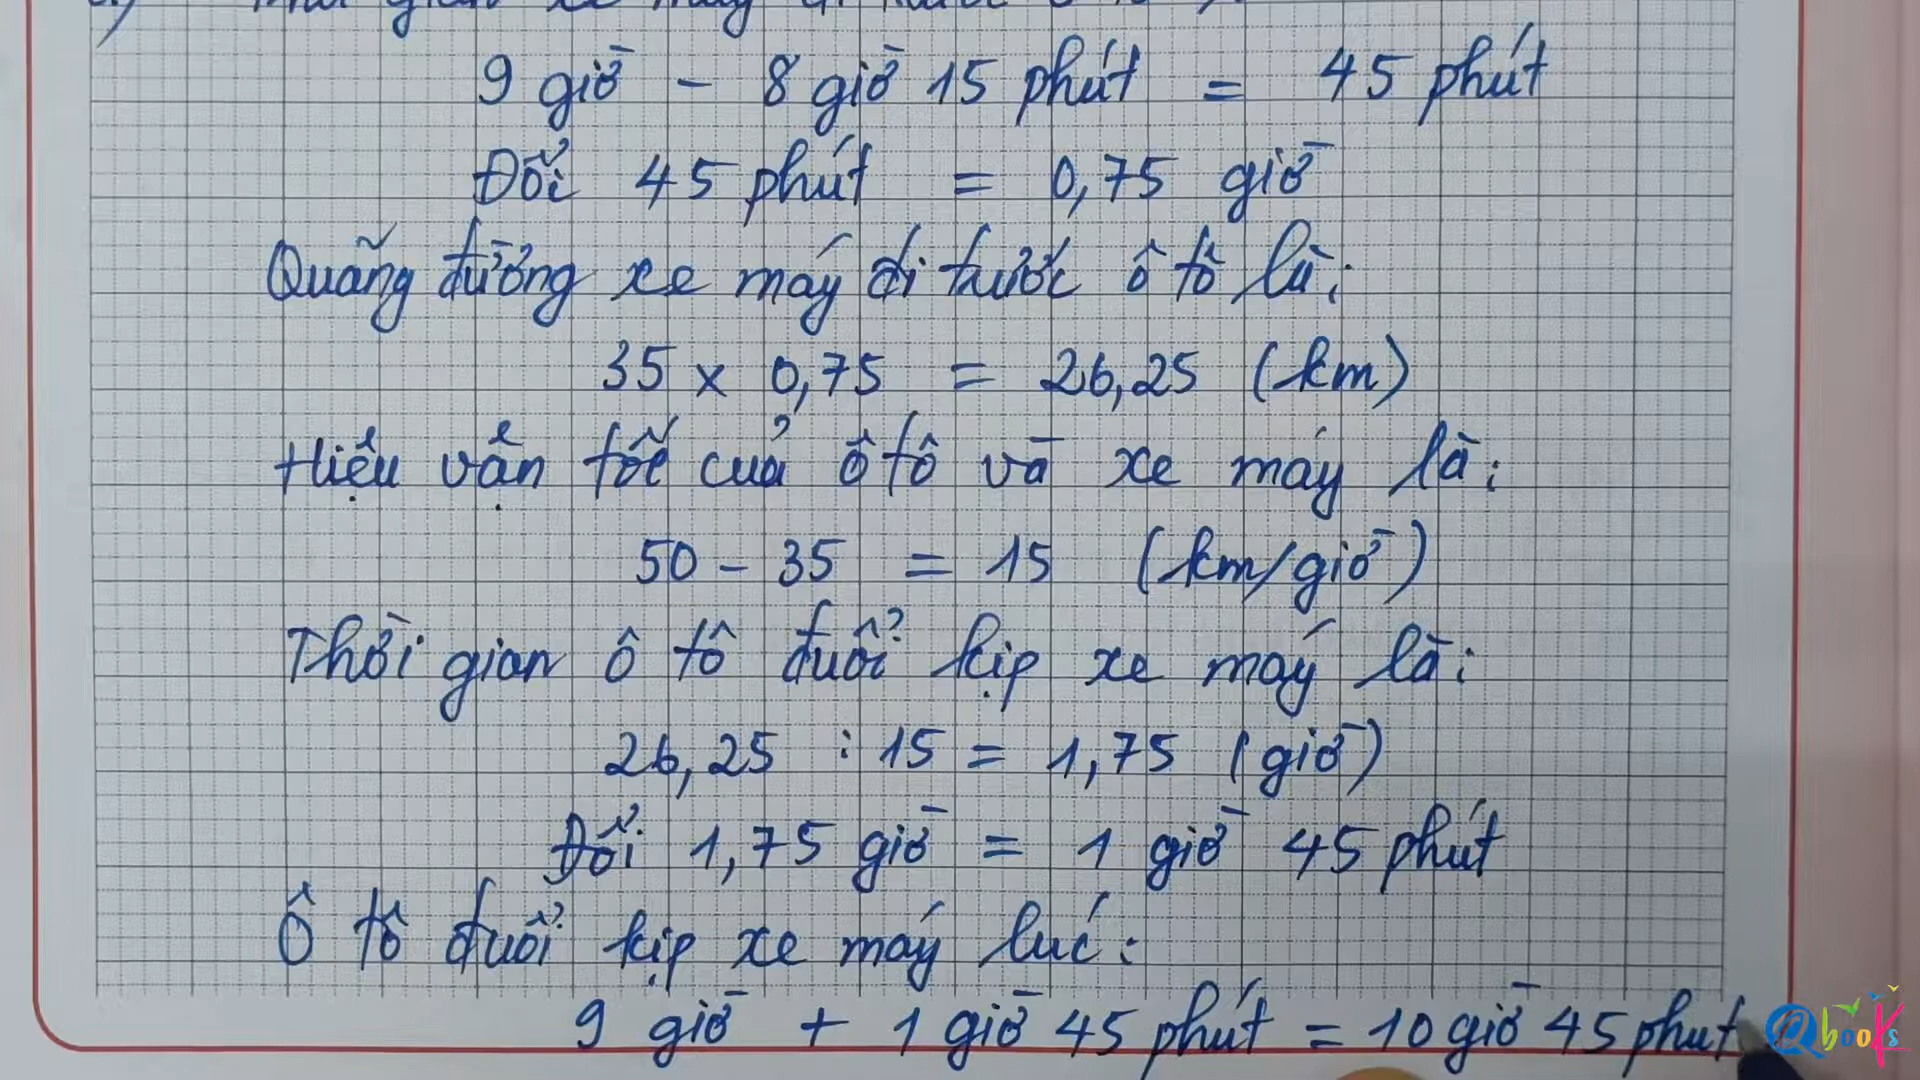 9 giờ - 8 giờ 15 phút = 45 phút
Đổi 45 phút = 0,75 giờ
Quãng đường xe máy đi trước ô tô là:
35 x 0,75 = 26,25 (km)
Hiệu vận tốc của ô tô và xe máy là:
50 - 35 = 15 (km/giờ)
Thời gian ô tô đuổi kịp xe máy là:
26,25 : 15 = 1,75 (giờ)
Đổi 1,75 giờ = 1 giờ 45 phút
Ô tô đuổi kịp xe máy lúc:
9 giờ + 1 giờ 45 phút = 10 giờ 45 phut
Qbooks